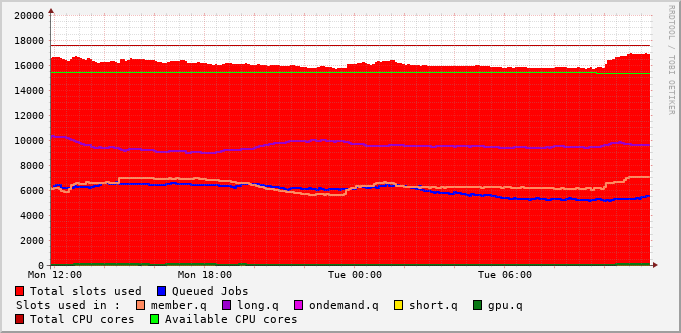 RRDTOOL / TOBI OETIKER
20000
18000
16000
14000
12000
10000
8000
6000
4000
2000
0
Mon 12:00 Mon 18:00 Tue 00:00 Tue 06:00
Total slots used Queued Jobs
Slots used in : member.q long.q ondemand.q short.q gpu.q
Total CPU cores Available CPU cores